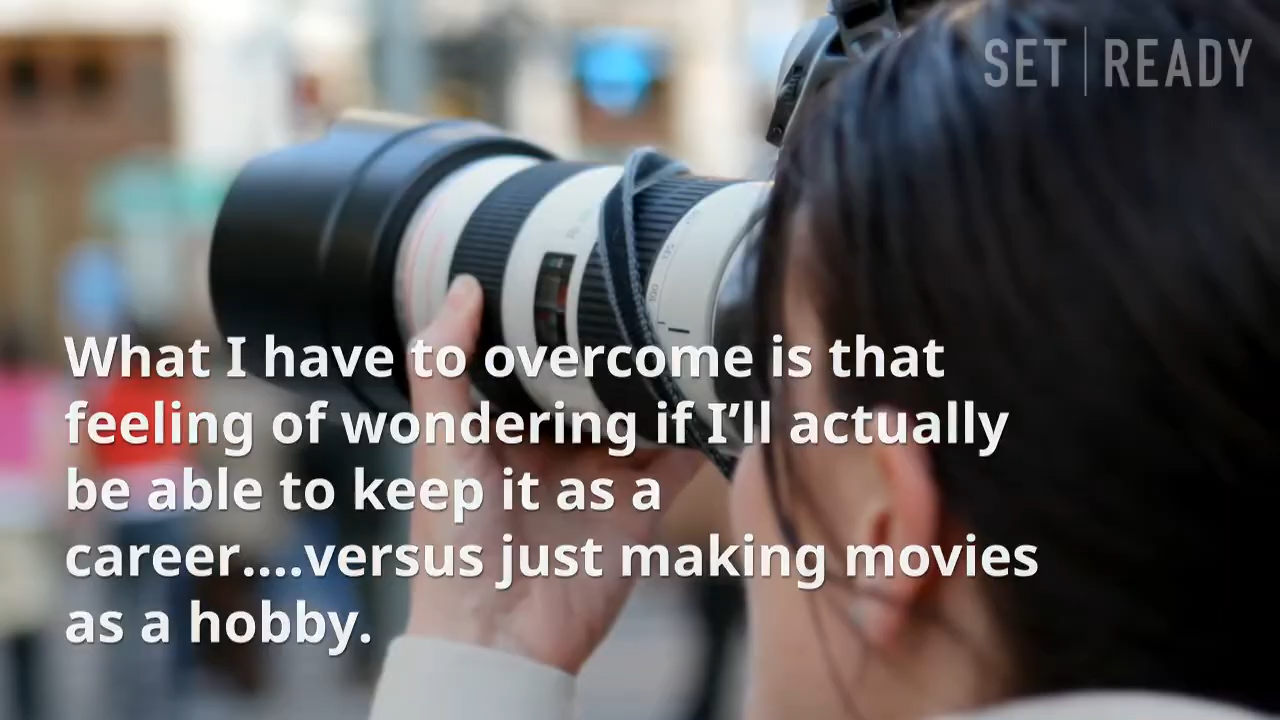 SET | READY
What I have to overcome is that
feeling of wondering if I’ll actually
be able to keep it as a
career....versus just making movies
as a hobby.